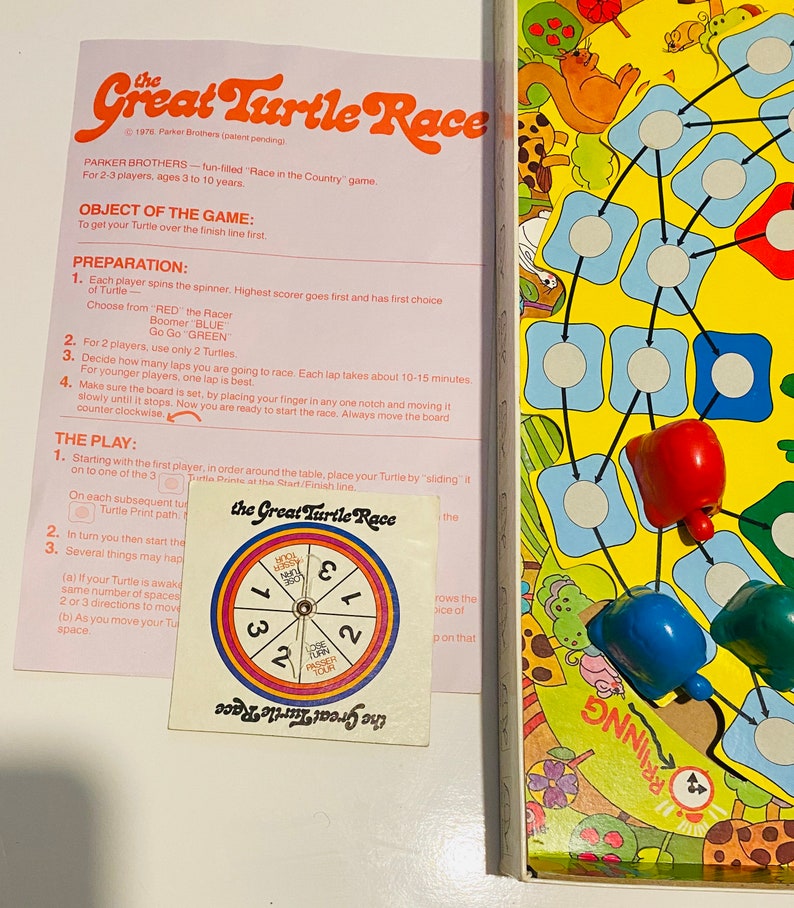 the
Great Turtle Race
© 1976. Parker Brothers (patent pending).
PARKER BROTHERS — fun-filled "Race in the Country" game.
For 2-3 players, ages 3 to 10 years.
OBJECT OF THE GAME:
To get your Turtle over the finish line first.
PREPARATION:
1. Each player spins the spinner. Highest scorer goes first and has first choice
of Turtle —
Choose from "RED" the Racer
Boomer "BLUE"
Go Go "GREEN"
2. For 2 players, use only 2 Turtles.
3. Decide how many laps you are going to race. Each lap takes about 10-15 minutes.
For younger players, one lap is best.
4. Make sure the board is set, by placing your finger in any one notch and moving it
slowly until it stops. Now you are ready to start the race. Always move the board
counter clockwise.
THE PLAY:
1. Starting with the first player, in order around the table, place your Turtle by "sliding" it
on to one of the 3 Turtle Prints at the Start/Finish line.
On each subsequent tur
the
Turtle Print path.
2. In turn you then start the
3. Several things may hap
(a) If your Turtle is awake
rows the
same number of spaces
oice of
2 or 3 directions to move
(b) As you move your Tu
p on that
space.
the Great Turtle Race
3
1
2
LOSE
TURN
PASSER
TOUR
2
3
1
LOSE
TURN
PASSER
TOUR
the Great Turtle Race
RRINNG